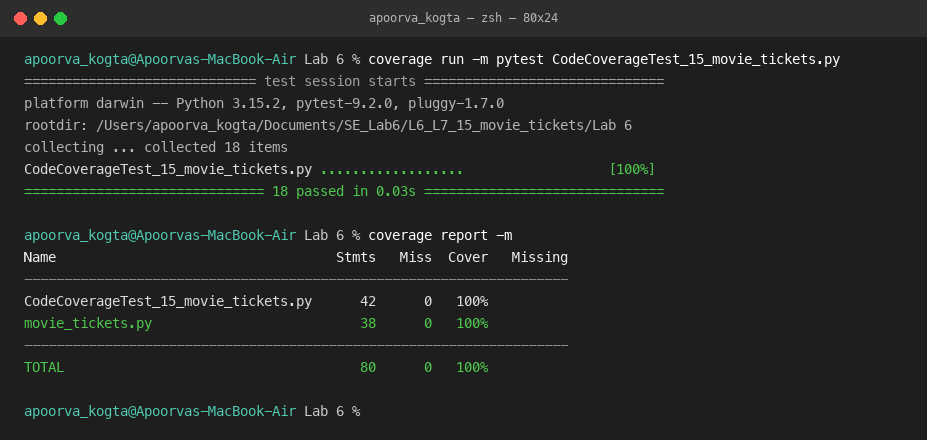 apoorva_kogta — zsh — 80x24
apoorva_kogta@Apoorvas-MacBook-Air Lab 6 % coverage run -m pytest CodeCoverageTest_15_movie_tickets.py
============================= test session starts ==============================
platform darwin -- Python 3.15.2, pytest-9.2.0, pluggy-1.7.0
rootdir: /Users/apoorva_kogta/Documents/SE_Lab6/L6_L7_15_movie_tickets/Lab 6
collecting ... collected 18 items
CodeCoverageTest_15_movie_tickets.py .................. [100%]
============================== 18 passed in 0.03s ==============================
apoorva_kogta@Apoorvas-MacBook-Air Lab 6 % coverage report -m
Name Stmts Miss Cover Missing
--------------------------------------------------------------------
CodeCoverageTest_15_movie_tickets.py 42 0 100%
movie_tickets.py 38 0 100%
--------------------------------------------------------------------
TOTAL 80 0 100%
apoorva_kogta@Apoorvas-MacBook-Air Lab 6 %